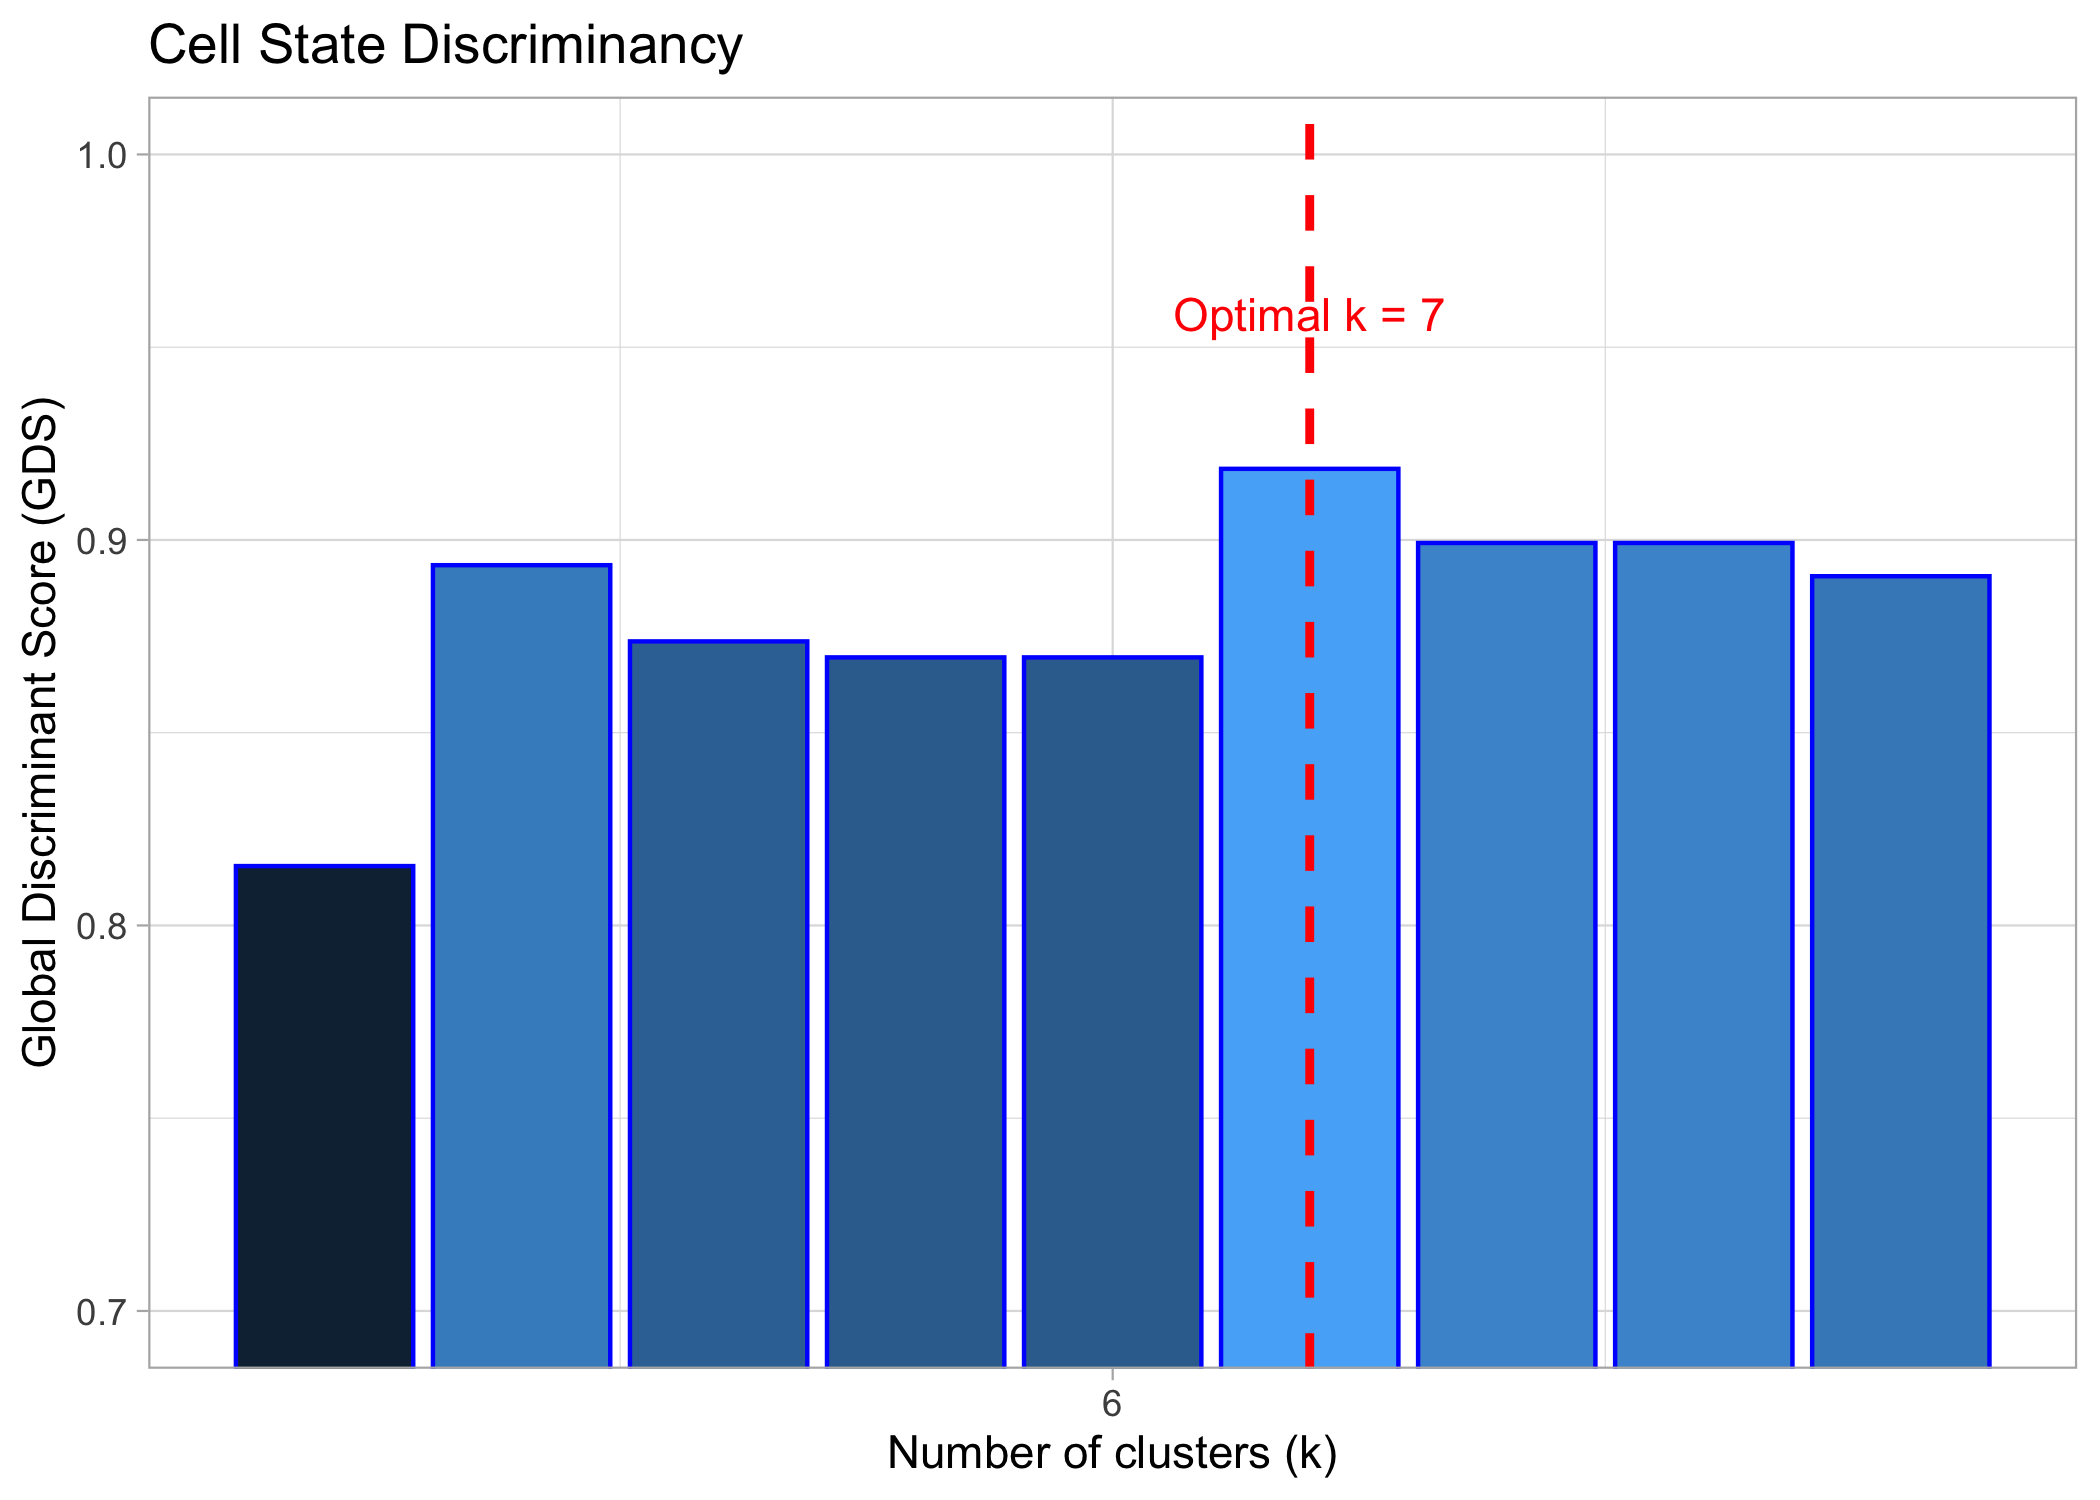 Cell State Discriminancy
Global Discriminant Score (GDS)
1.0
0.9
0.8
0.7
Optimal k = 7
6
Number of clusters (k)